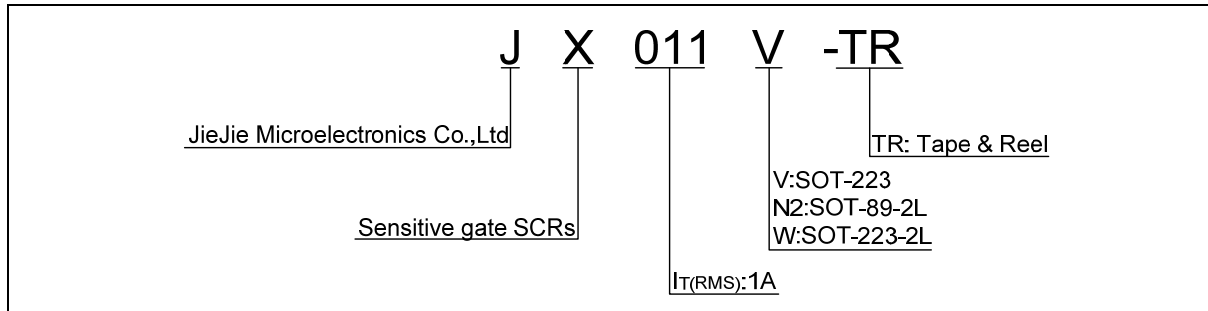 J X 011 V -TR
JieJie Microelectronics Co.,Ltd
TR: Tape & Reel
V:SOT-223
N2:SOT-89-2L
W:SOT-223-2L
Sensitive gate SCRs
IT(RMS):1A